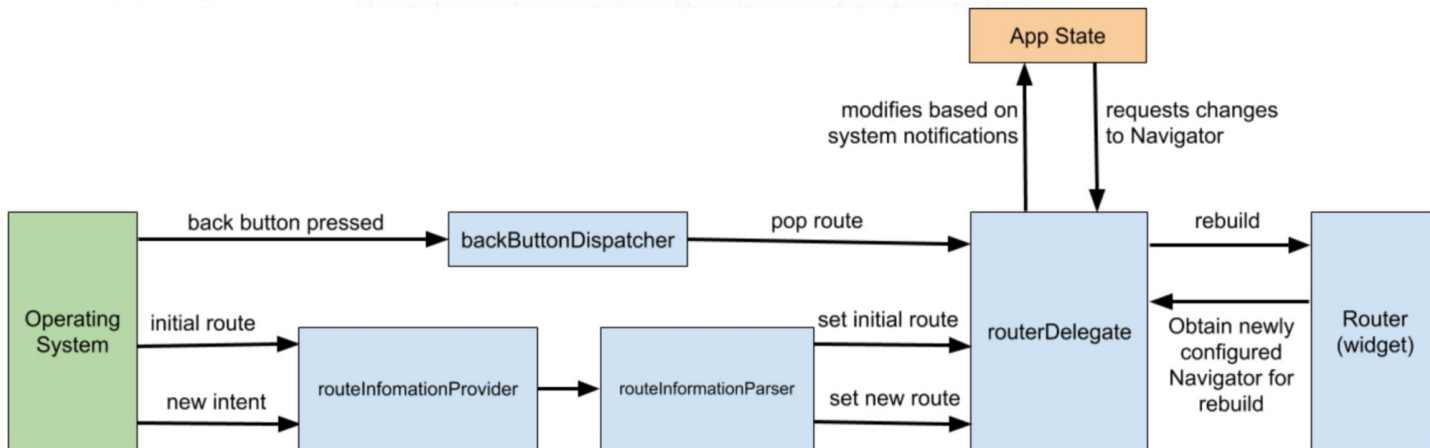 App State
modifies based on
system notifications
requests changes
to Navigator
back button pressed
backButtonDispatcher
pop route
rebuild
Operating
System
initial route
new intent
routeInfomationProvider
routeInformationParser
set initial route
set new route
routerDelegate
Obtain newly
configured
Navigator for
rebuild
Router
(widget)